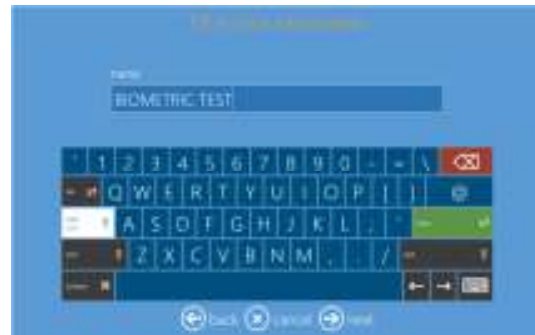 name
BIOMETRIC TEST
` 1 2 3 4 5 6 7 8 9 0 - = \
Q W E R T Y U I O P [ ] @
A S D F G H J K L ; '
Z X C V B N M , . /
back cancel next